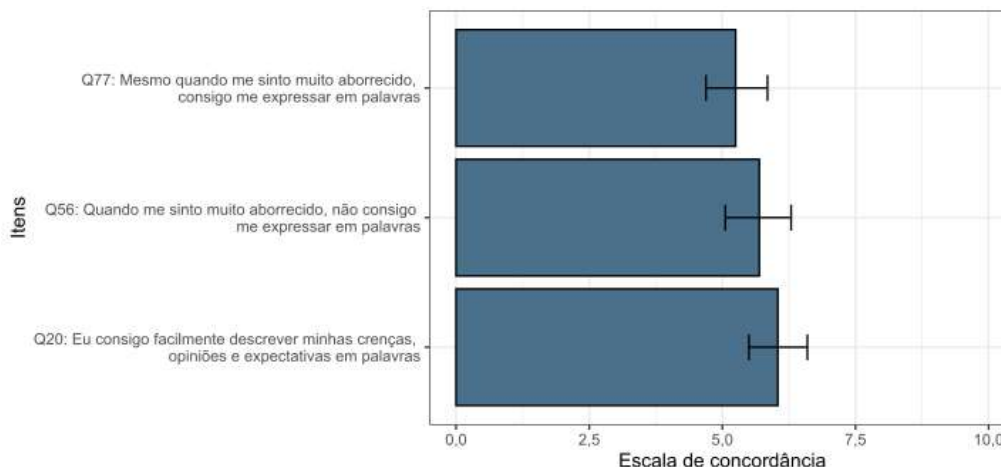 Q77: Mesmo quando me sinto muito aborrecido,
consigo me expressar em palavras
Q56: Quando me sinto muito aborrecido, não consigo
me expressar em palavras
Q20: Eu consigo facilmente descrever minhas crenças,
opiniões e expectativas em palavras
Itens
0,0 2,5 5,0 7,5 10,0
Escala de concordância